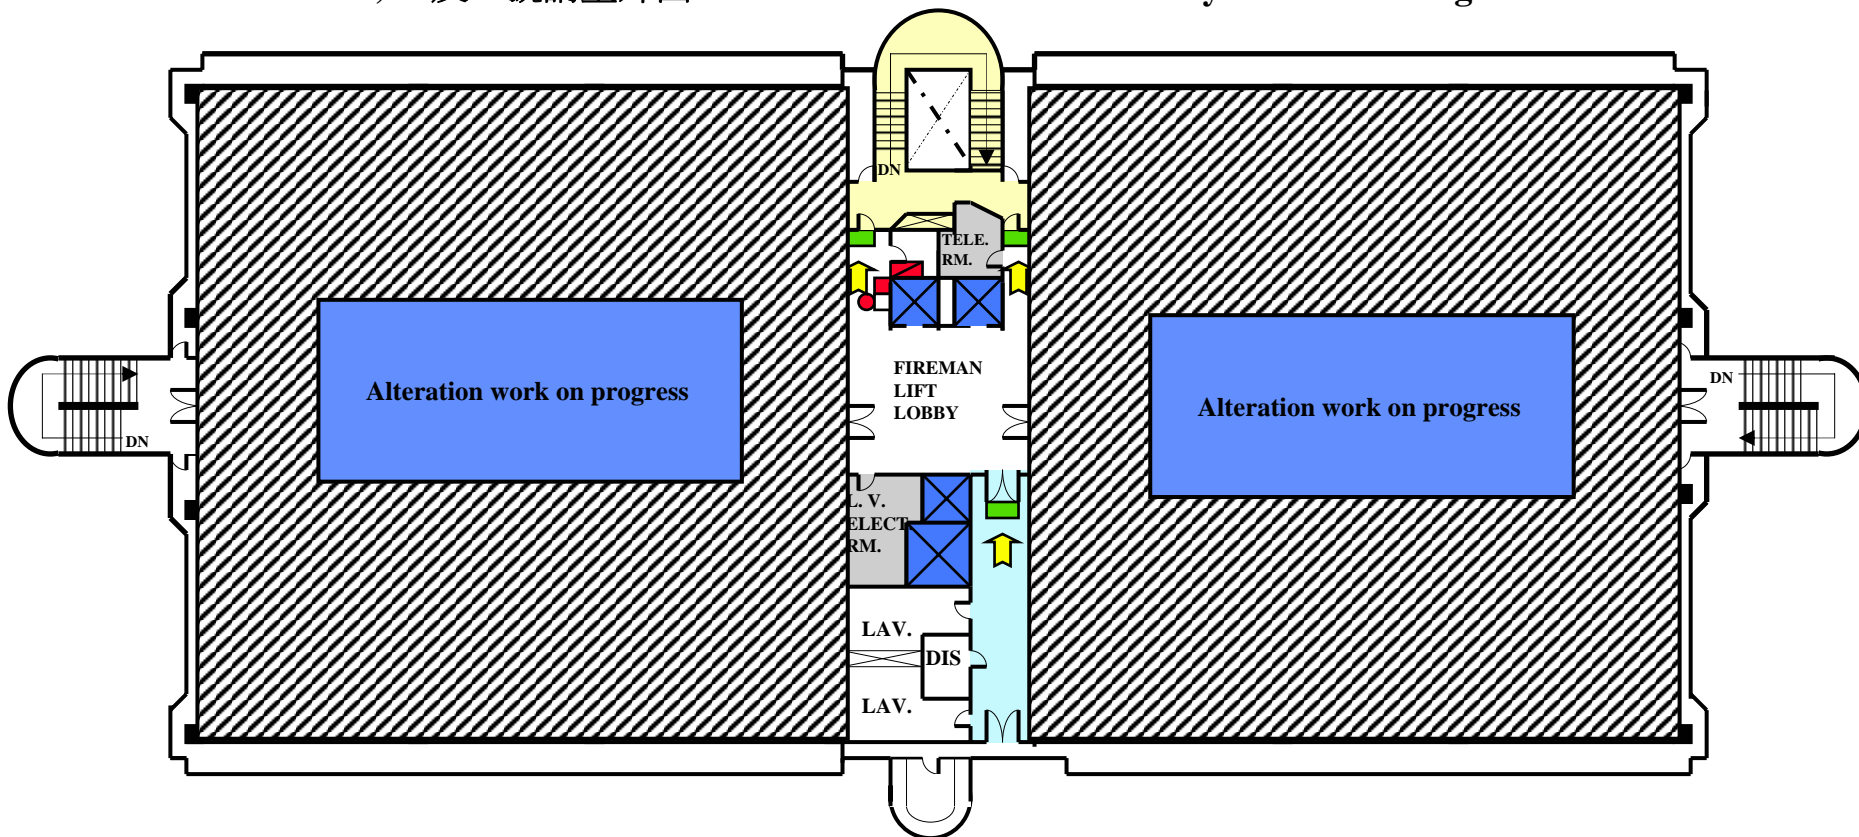 DN
TELE.
RM.
FIREMAN
LIFT
LOBBY
Alteration work on progress
DN
Alteration work on progress
DN
L. V.
ELECT
RM.
LAV.
DIS
LAV.